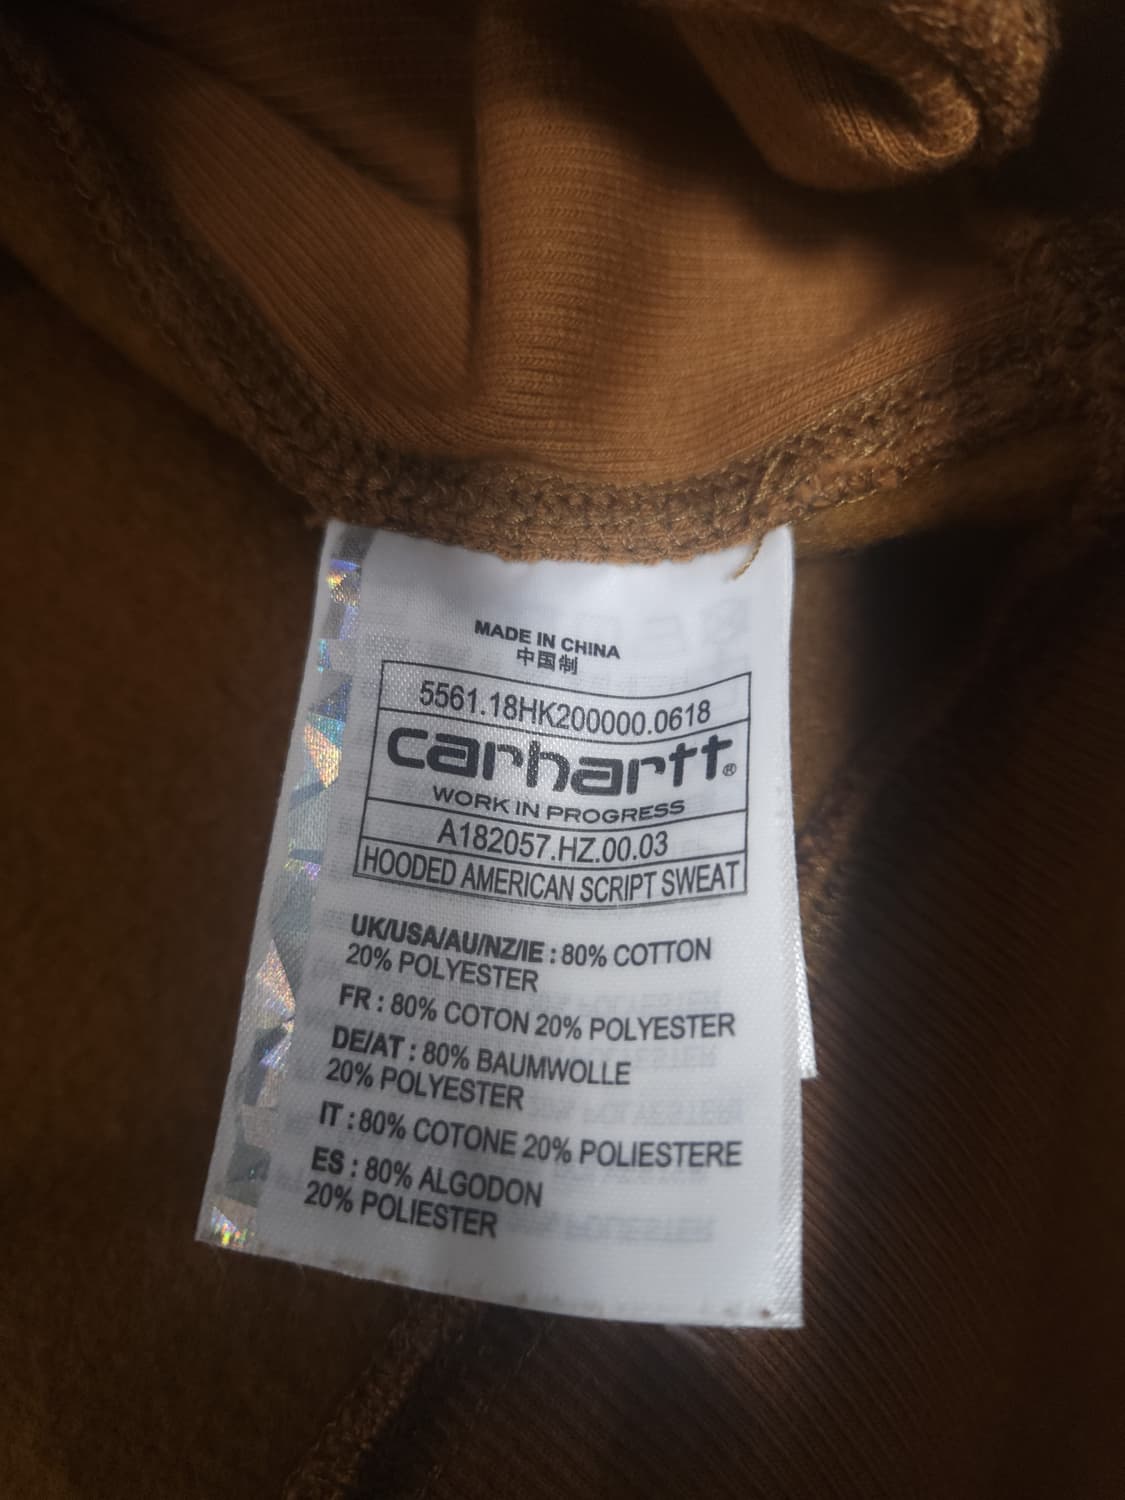 MADE IN CHINA
中国制
5561.18HK200000.0618
carhartt®
WORK IN PROGRESS
A182057.HZ.00.03
HOODED AMERICAN SCRIPT SWEAT
UK/USA/AU/NZ/IE : 80% COTTON
20% POLYESTER
FR : 80% COTON 20% POLYESTER
DE/AT : 80% BAUMWOLLE
20% POLYESTER
IT : 80% COTONE 20% POLIESTERE
ES : 80% ALGODON
20% POLIESTER